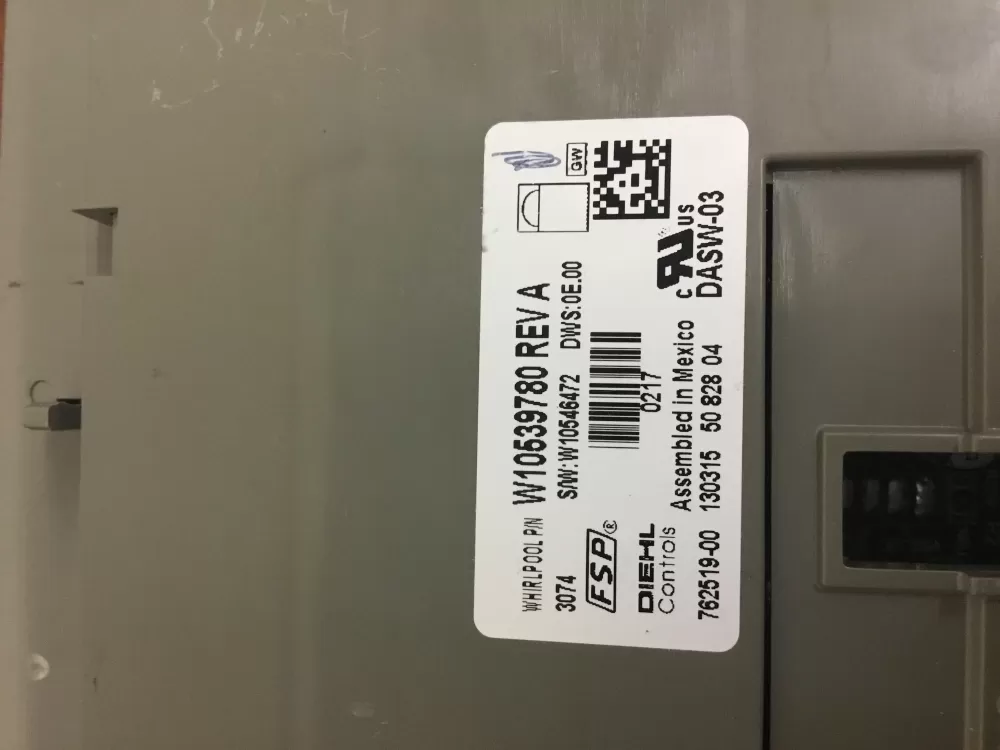 WHIRLPOOL P/N W10539780 REV A
3074 S/W: W10546472 DWS: 0E.00
GW
FSP®
0217
DIEHL
Controls
Assembled in Mexico
c RU us
762519-00 130315 50 828 04 DASW-03